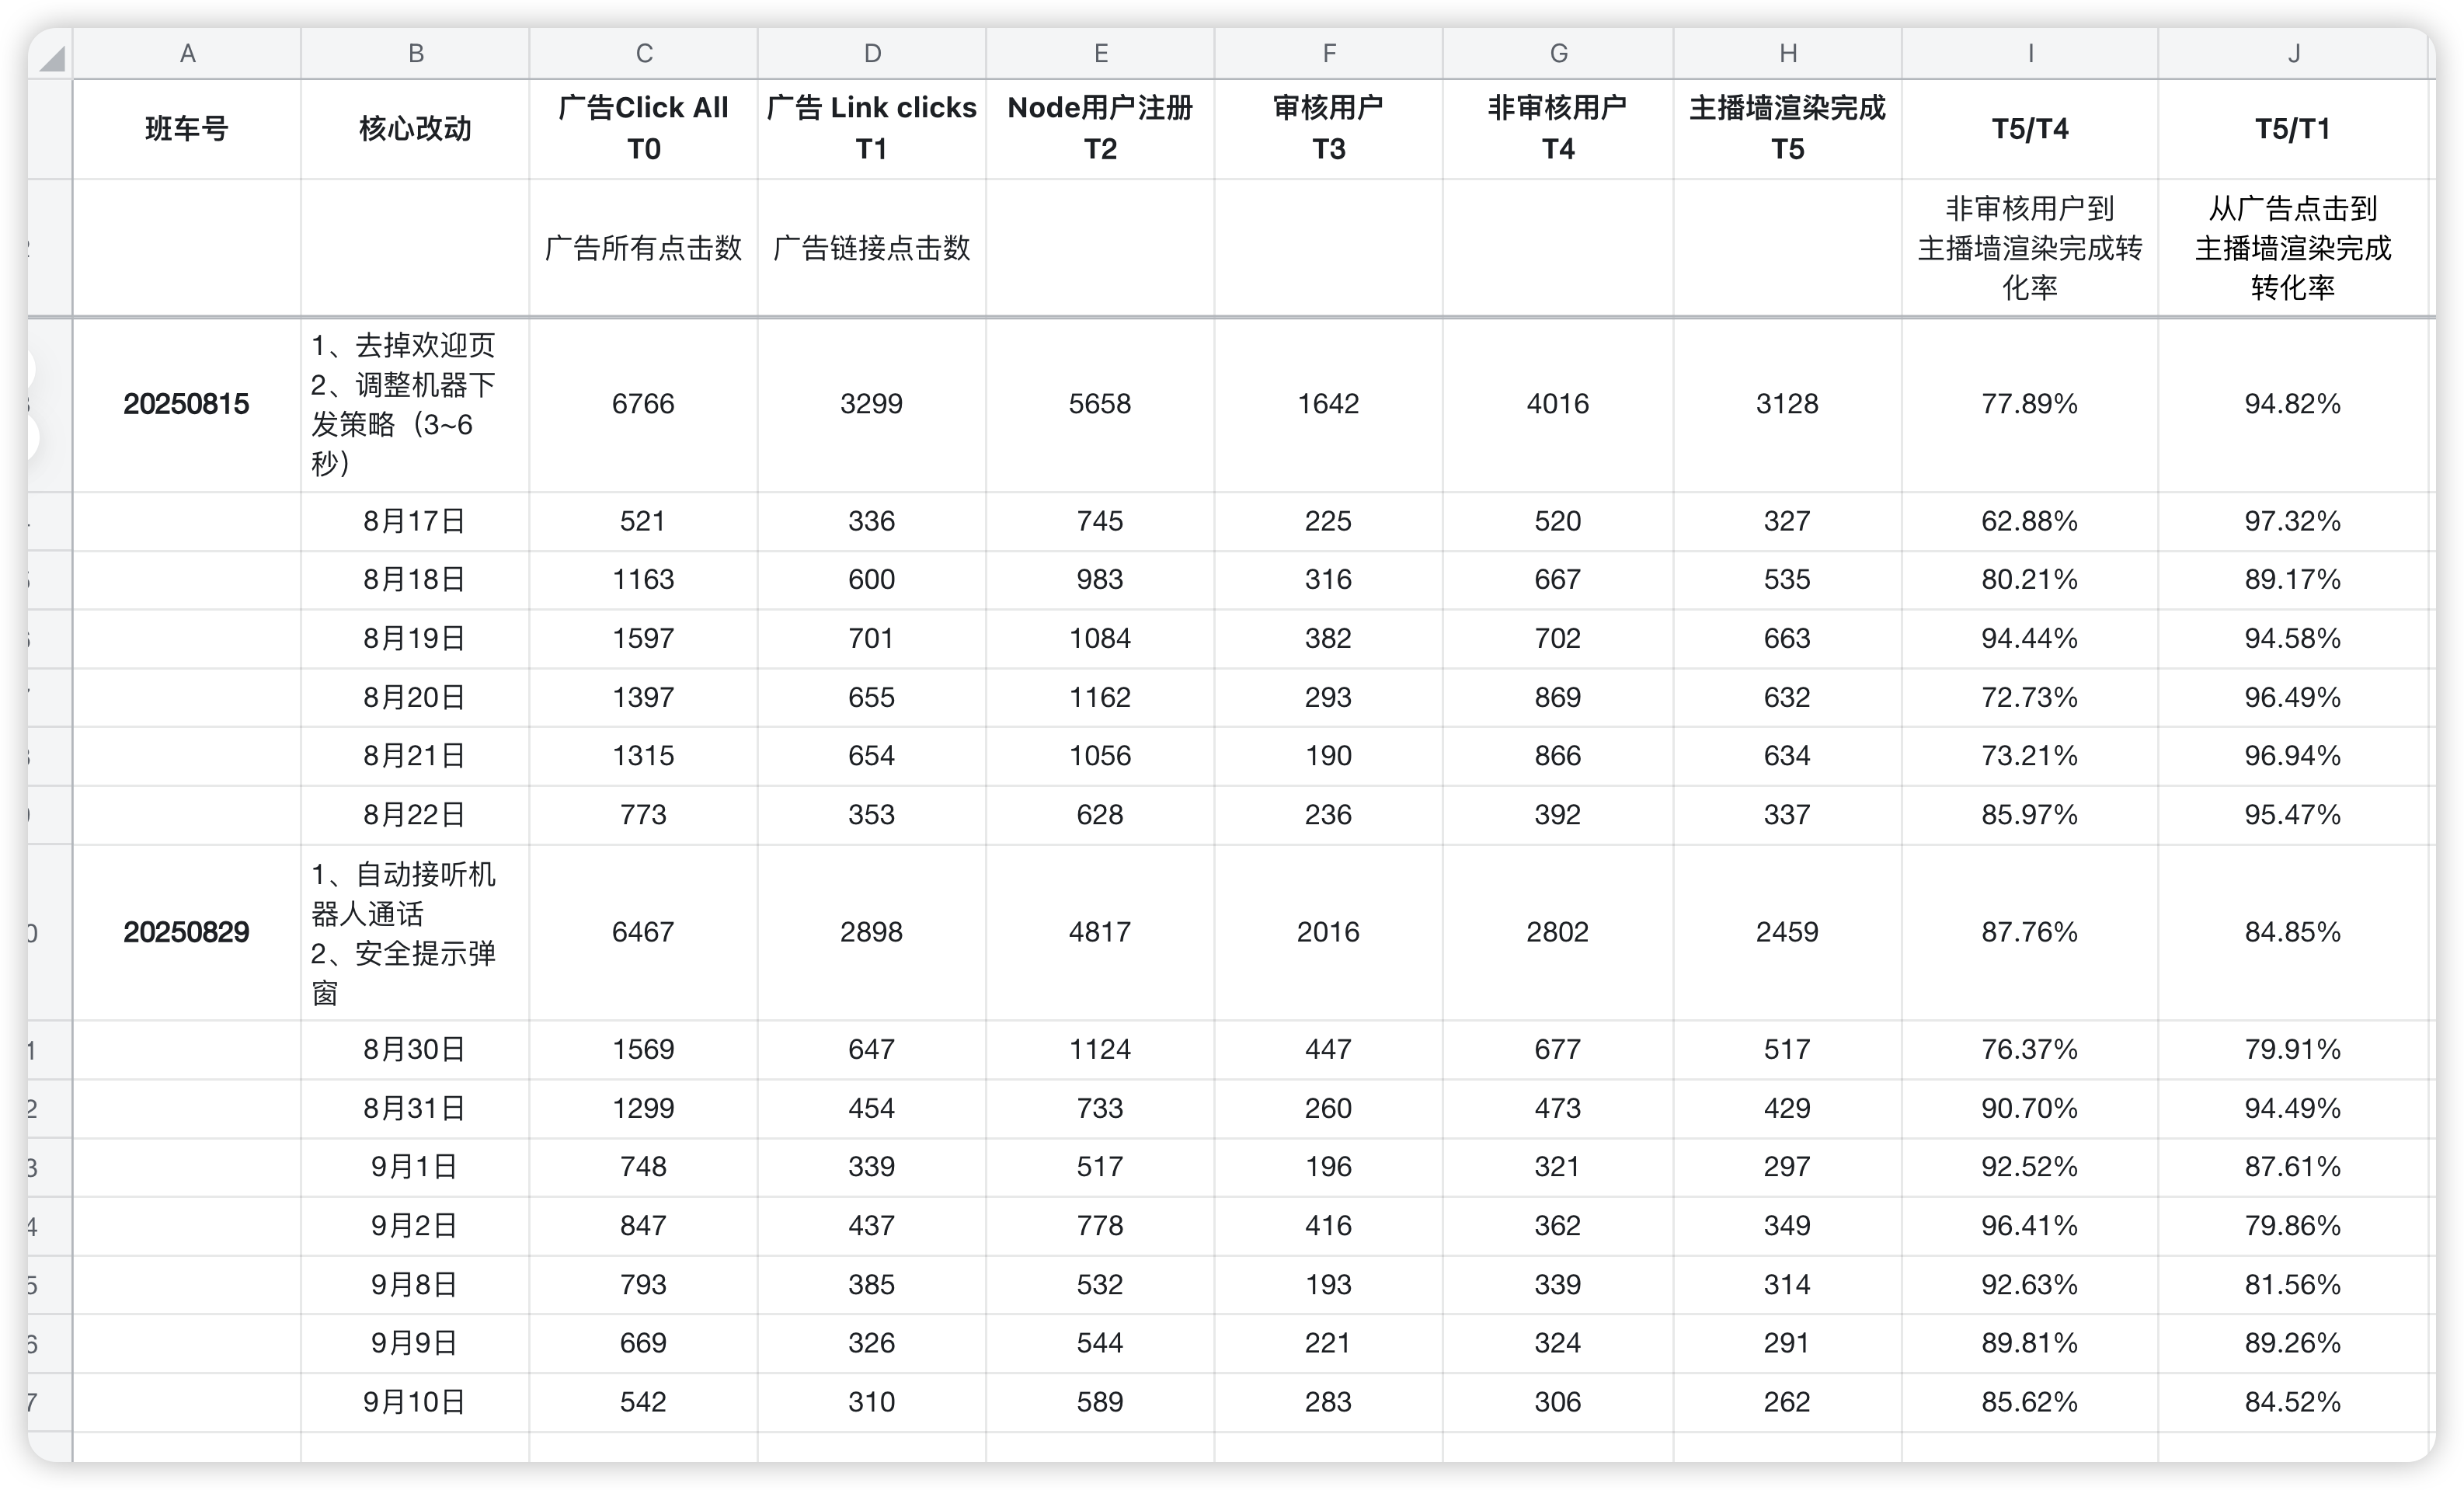 A B C D E F G H I J
班车号 核心改动 广告Click All T0 广告 Link clicks T1 Node用户注册 T2 审核用户 T3 非审核用户 T4 主播墙渲染完成 T5 T5/T4 T5/T1
广告所有点击数 广告链接点击数 非审核用户到主播墙渲染完成转化率 从广告点击到主播墙渲染完成转化率
20250815 1、去掉欢迎页 2、调整机器下发策略（3~6秒） 6766 3299 5658 1642 4016 3128 77.89% 94.82%
8月17日 521 336 745 225 520 327 62.88% 97.32%
8月18日 1163 600 983 316 667 535 80.21% 89.17%
8月19日 1597 701 1084 382 702 663 94.44% 94.58%
8月20日 1397 655 1162 293 869 632 72.73% 96.49%
8月21日 1315 654 1056 190 866 634 73.21% 96.94%
8月22日 773 353 628 236 392 337 85.97% 95.47%
20250829 1、自动接听机器人通话 2、安全提示弹窗 6467 2898 4817 2016 2802 2459 87.76% 84.85%
8月30日 1569 647 1124 447 677 517 76.37% 79.91%
8月31日 1299 454 733 260 473 429 90.70% 94.49%
9月1日 748 339 517 196 321 297 92.52% 87.61%
9月2日 847 437 778 416 362 349 96.41% 79.86%
9月8日 793 385 532 193 339 314 92.63% 81.56%
9月9日 669 326 544 221 324 291 89.81% 89.26%
9月10日 542 310 589 283 306 262 85.62% 84.52%